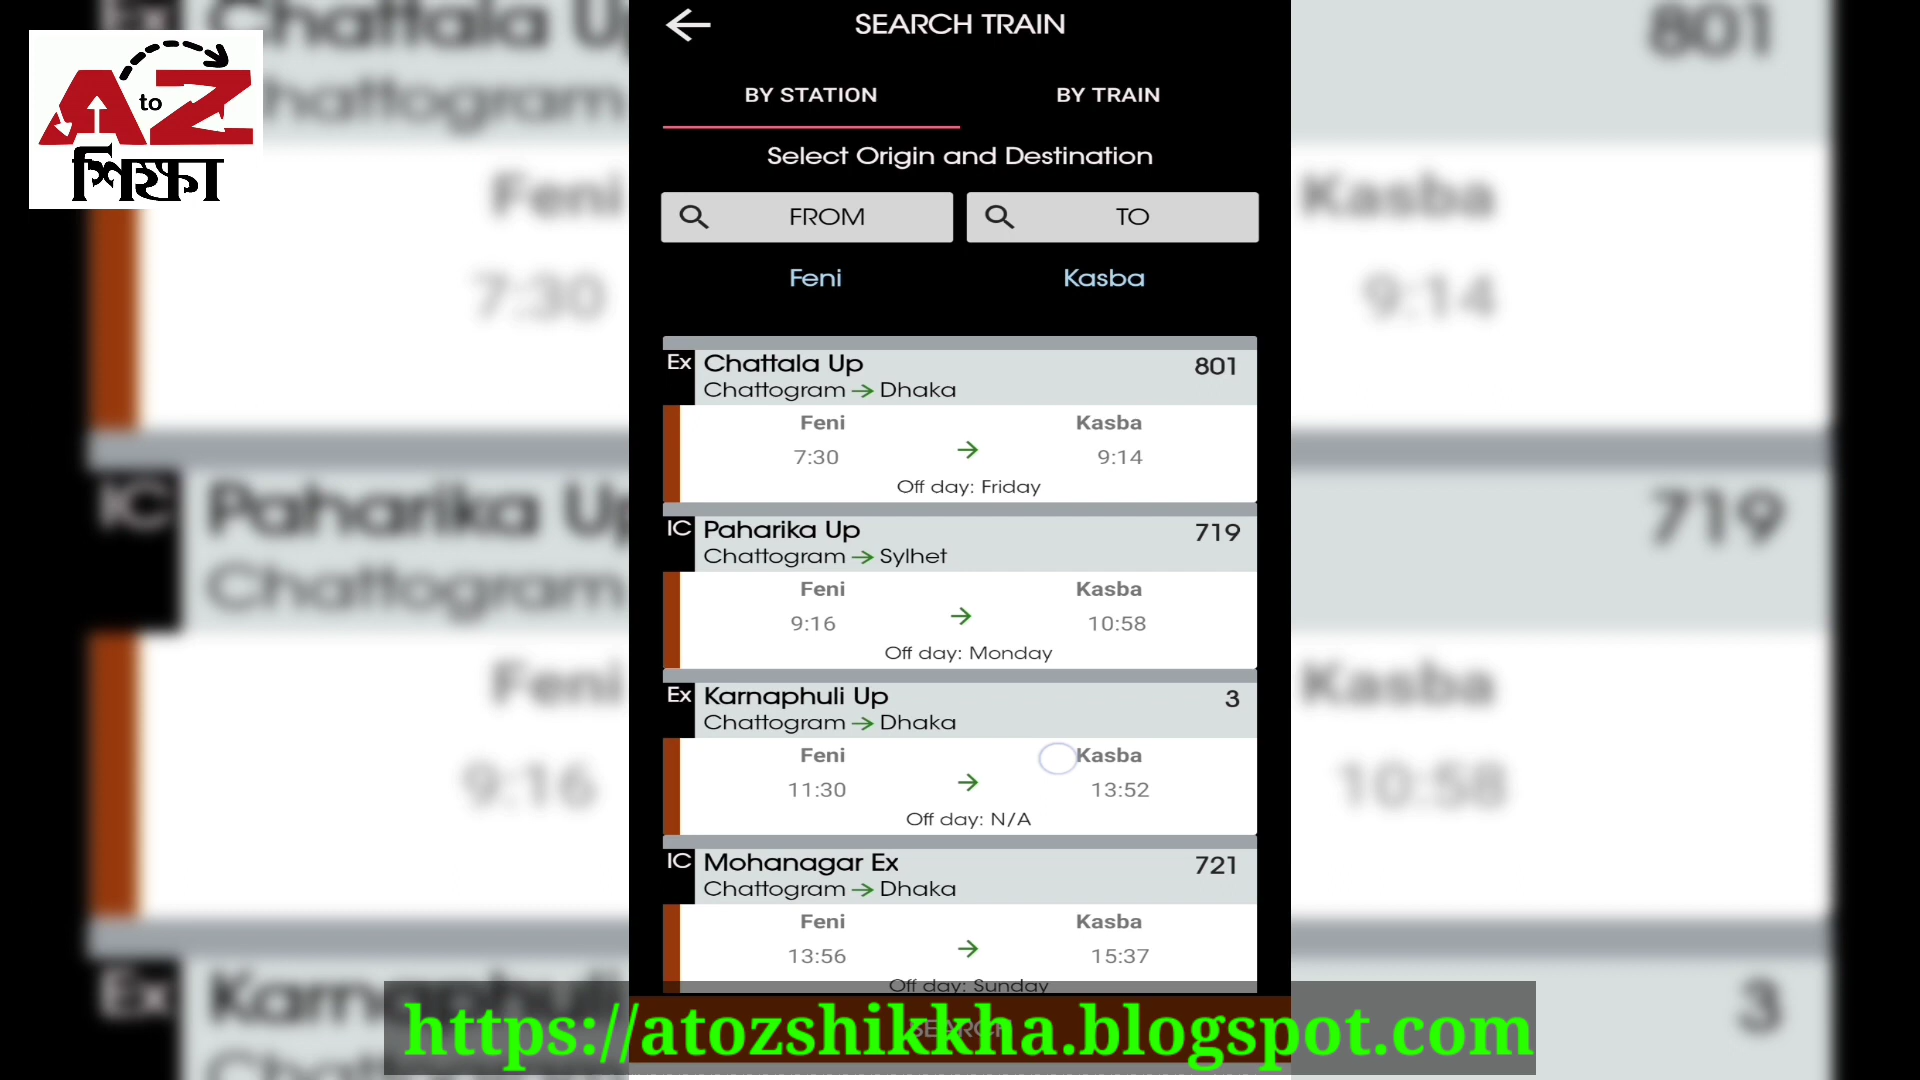 A to Z
শিক্ষা
SEARCH TRAIN
BY STATION
BY TRAIN
Select Origin and Destination
FROM
TO
Feni
Kasba
Ex
Chattala Up
801
Chattogram → Dhaka
Feni
Kasba
7:30
→
9:14
Off day: Friday
IC
Paharika Up
719
Chattogram → Sylhet
Feni
Kasba
9:16
→
10:58
Off day: Monday
Ex
Karnaphuli Up
3
Chattogram → Dhaka
Feni
Kasba
11:30
→
13:52
Off day: N/A
IC
Mohanagar Ex
721
Chattogram → Dhaka
Feni
Kasba
13:56
→
15:37
Off day: Sunday
SEARCH
https://atozshikkha.blogspot.com